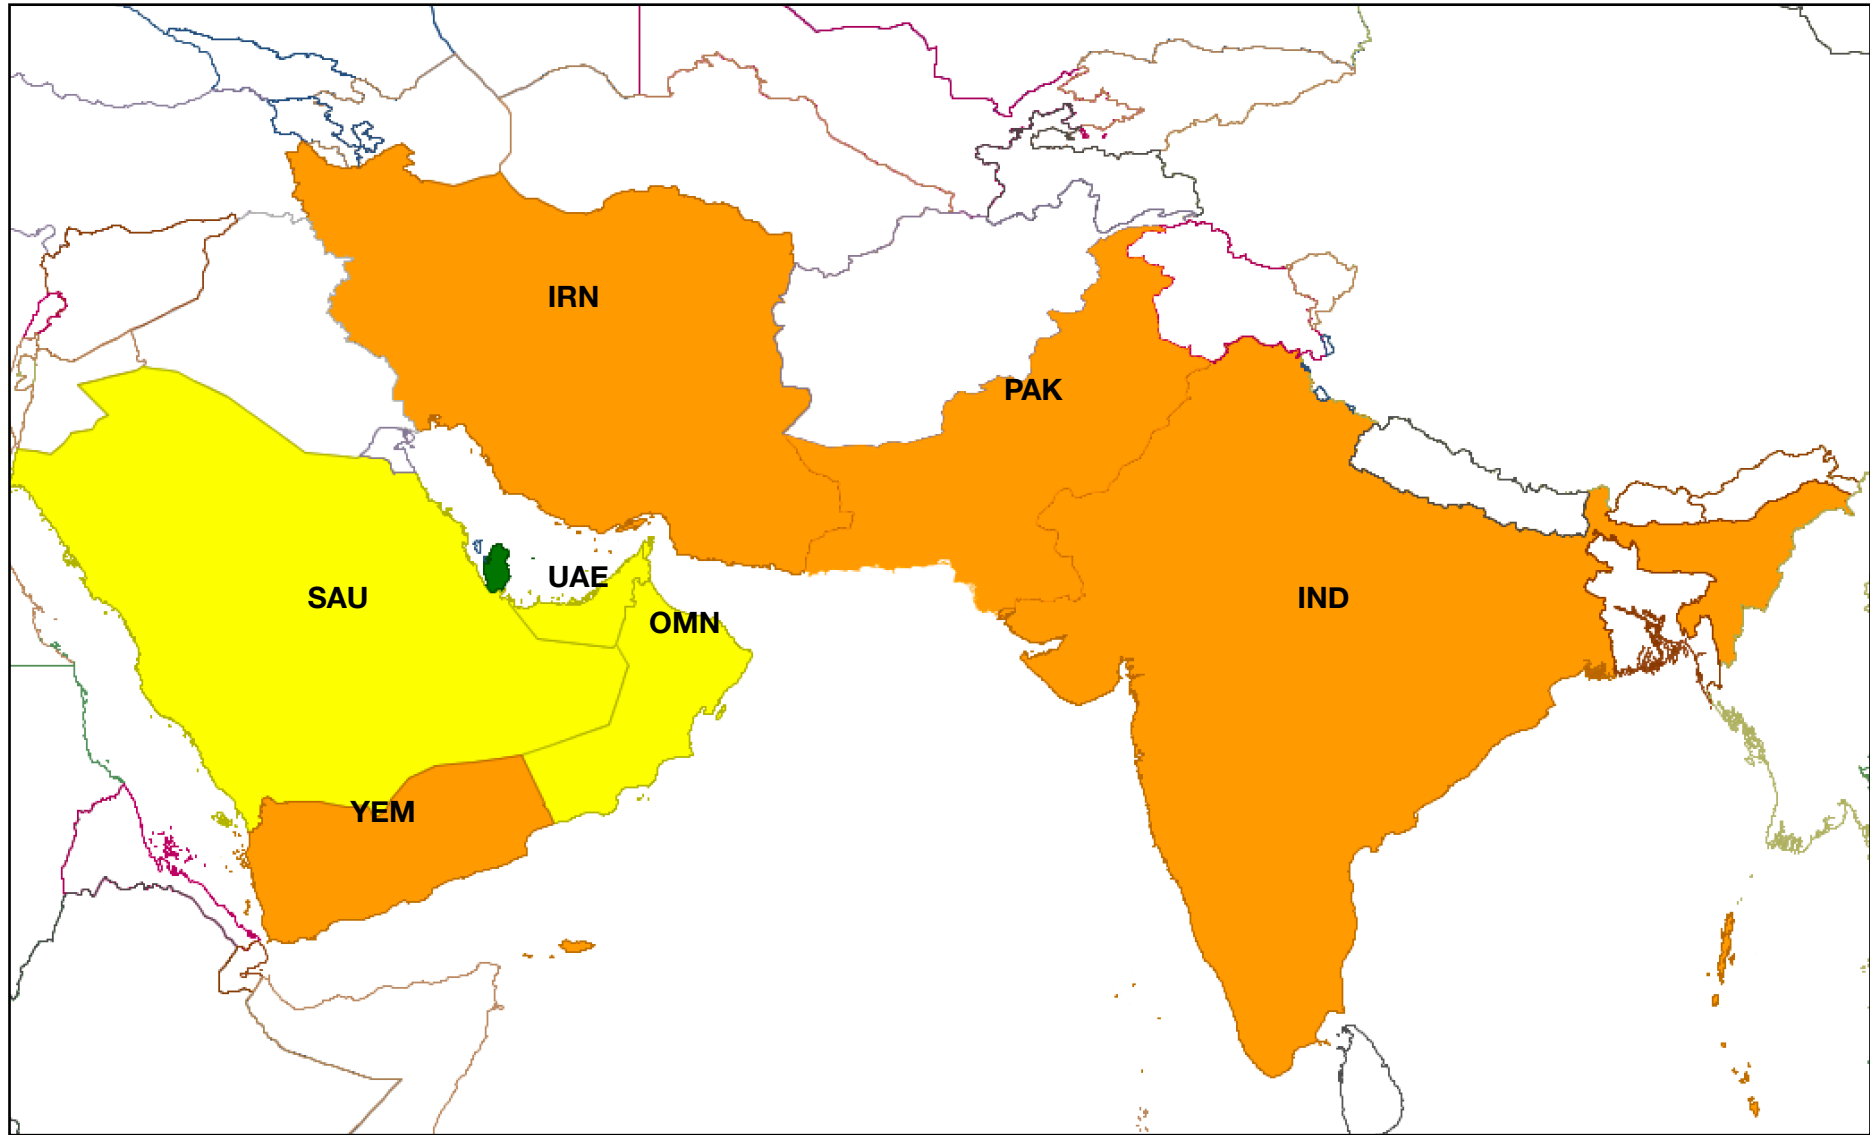 IRN
PAK
UAE
SAU
IND
OMN
YEM